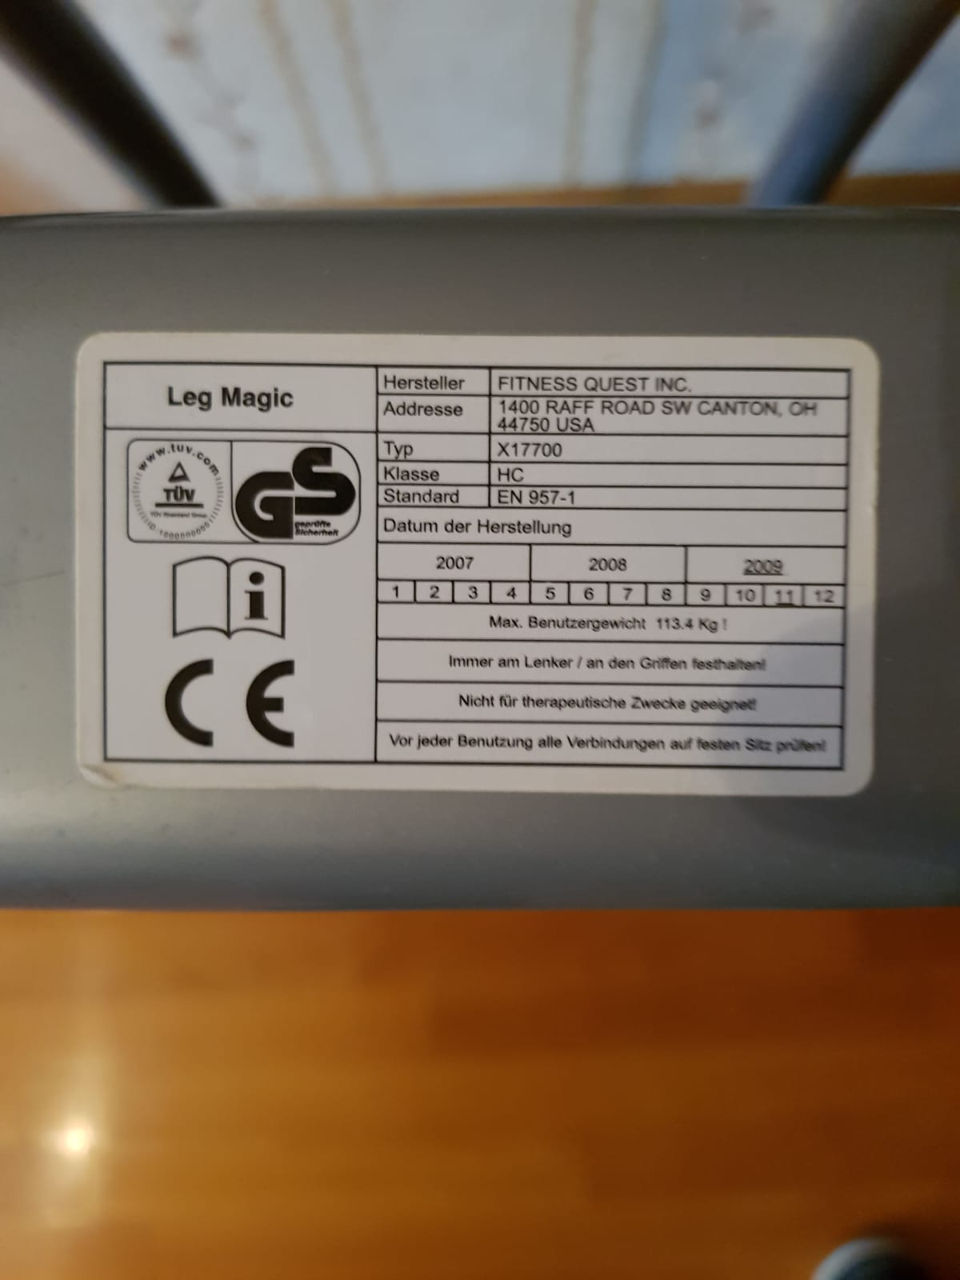 Leg Magic
www.tuv.com
TÜV
TÜV Rheinland Group
GS
geprüfte
Sicherheit
i
CE
Hersteller FITNESS QUEST INC.
Addresse 1400 RAFF ROAD SW CANTON, OH
44750 USA
Typ X17700
Klasse HC
Standard EN 957-1
Datum der Herstellung
2007 2008 2009
1 2 3 4 5 6 7 8 9 10 11 12
Max. Benutzergewicht 113.4 Kg !
Immer am Lenker / an den Griffen festhalten!
Nicht für therapeutische Zwecke geeignet!
Vor jeder Benutzung alle Verbindungen auf festen Sitz prüfen!